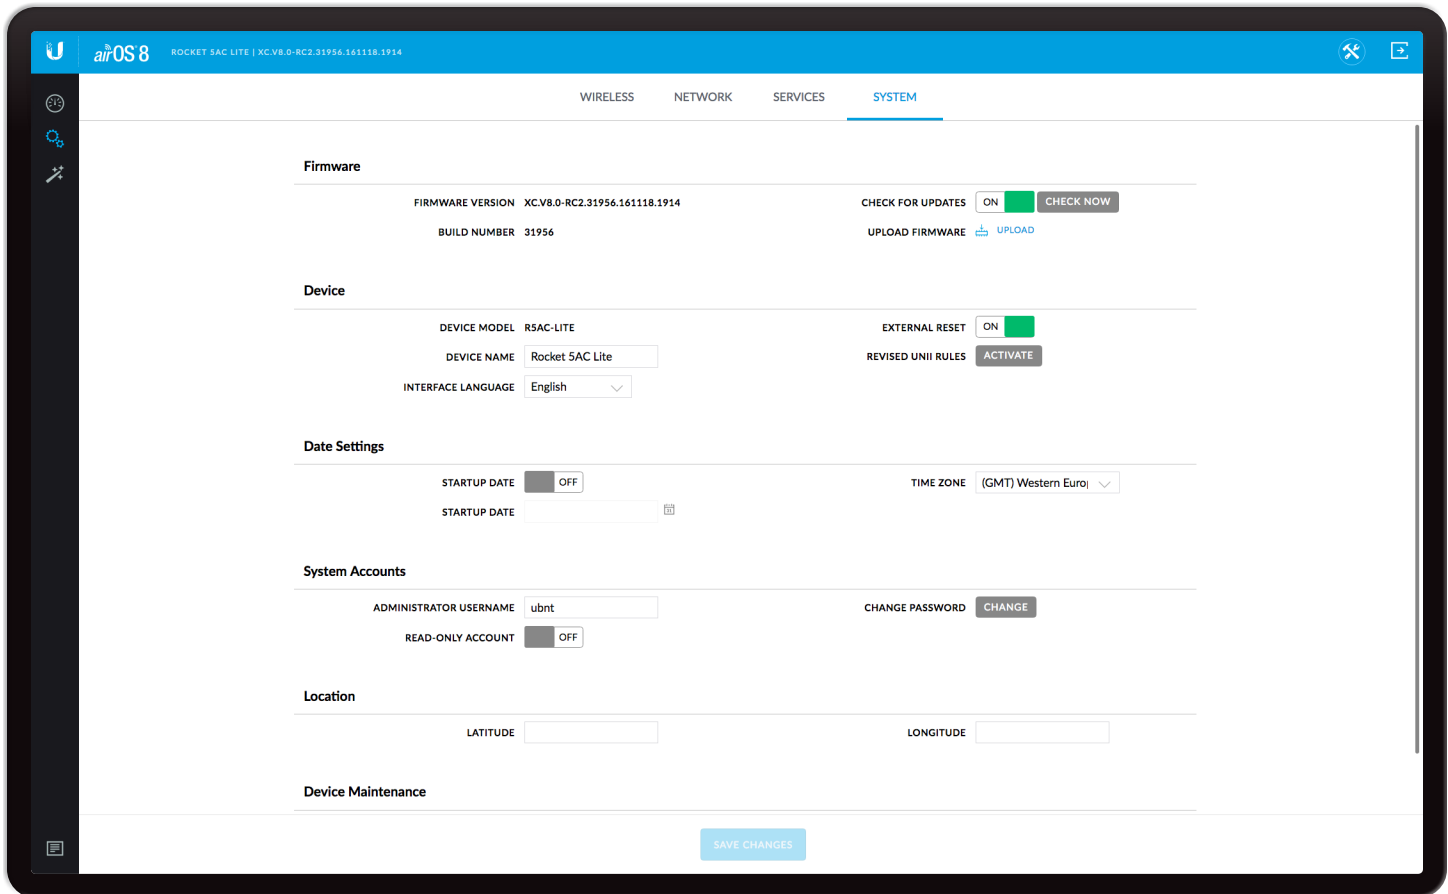 airOS 8 ROCKET 5AC LITE | XC.V8.0-RC2.31956.161118.1914
WIRELESS NETWORK SERVICES SYSTEM
Firmware
FIRMWARE VERSION XC.V8.0-RC2.31956.161118.1914 CHECK FOR UPDATES ON CHECK NOW
BUILD NUMBER 31956 UPLOAD FIRMWARE UPLOAD
Device
DEVICE MODEL R5AC-LITE EXTERNAL RESET ON
DEVICE NAME Rocket 5AC Lite REVISED UNII RULES ACTIVATE
INTERFACE LANGUAGE English
Date Settings
STARTUP DATE OFF TIME ZONE (GMT) Western Euro
STARTUP DATE 31
System Accounts
ADMINISTRATOR USERNAME ubnt CHANGE PASSWORD CHANGE
READ-ONLY ACCOUNT OFF
Location
LATITUDE LONGITUDE
Device Maintenance
SAVE CHANGES